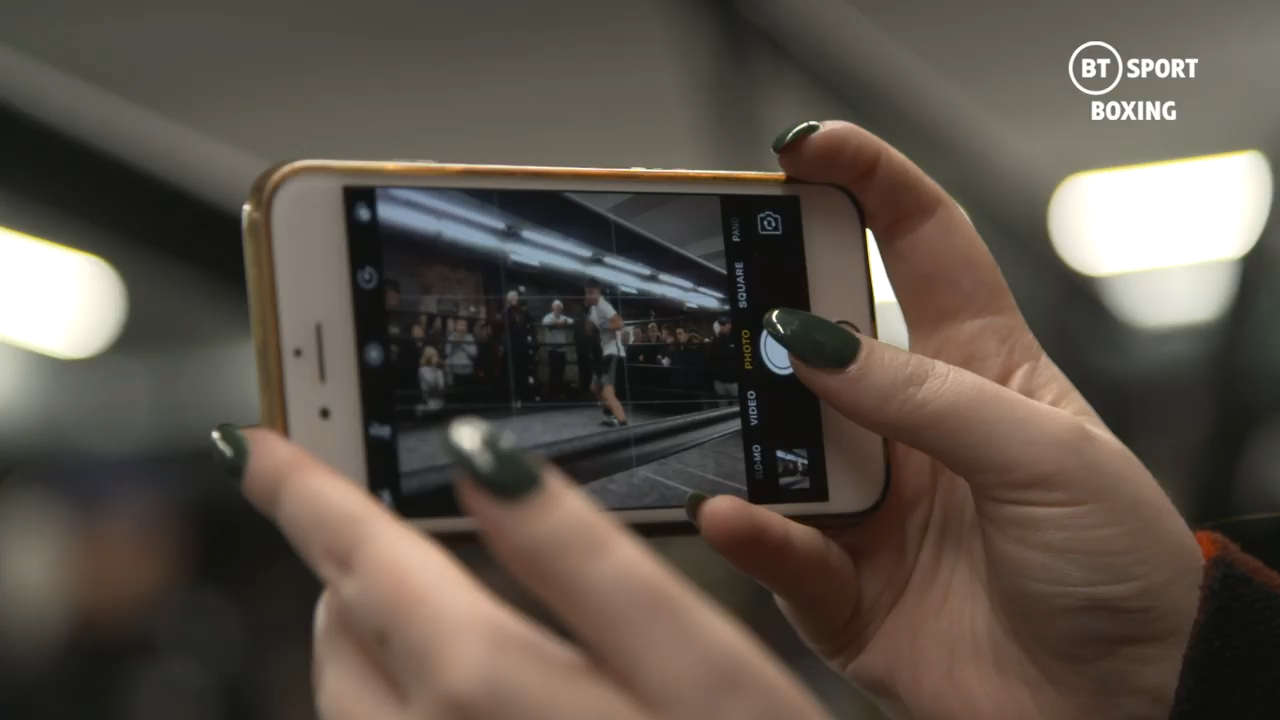 BT SPORT
BOXING
PANO
SQUARE
PHOTO
VIDEO
SLO-MO